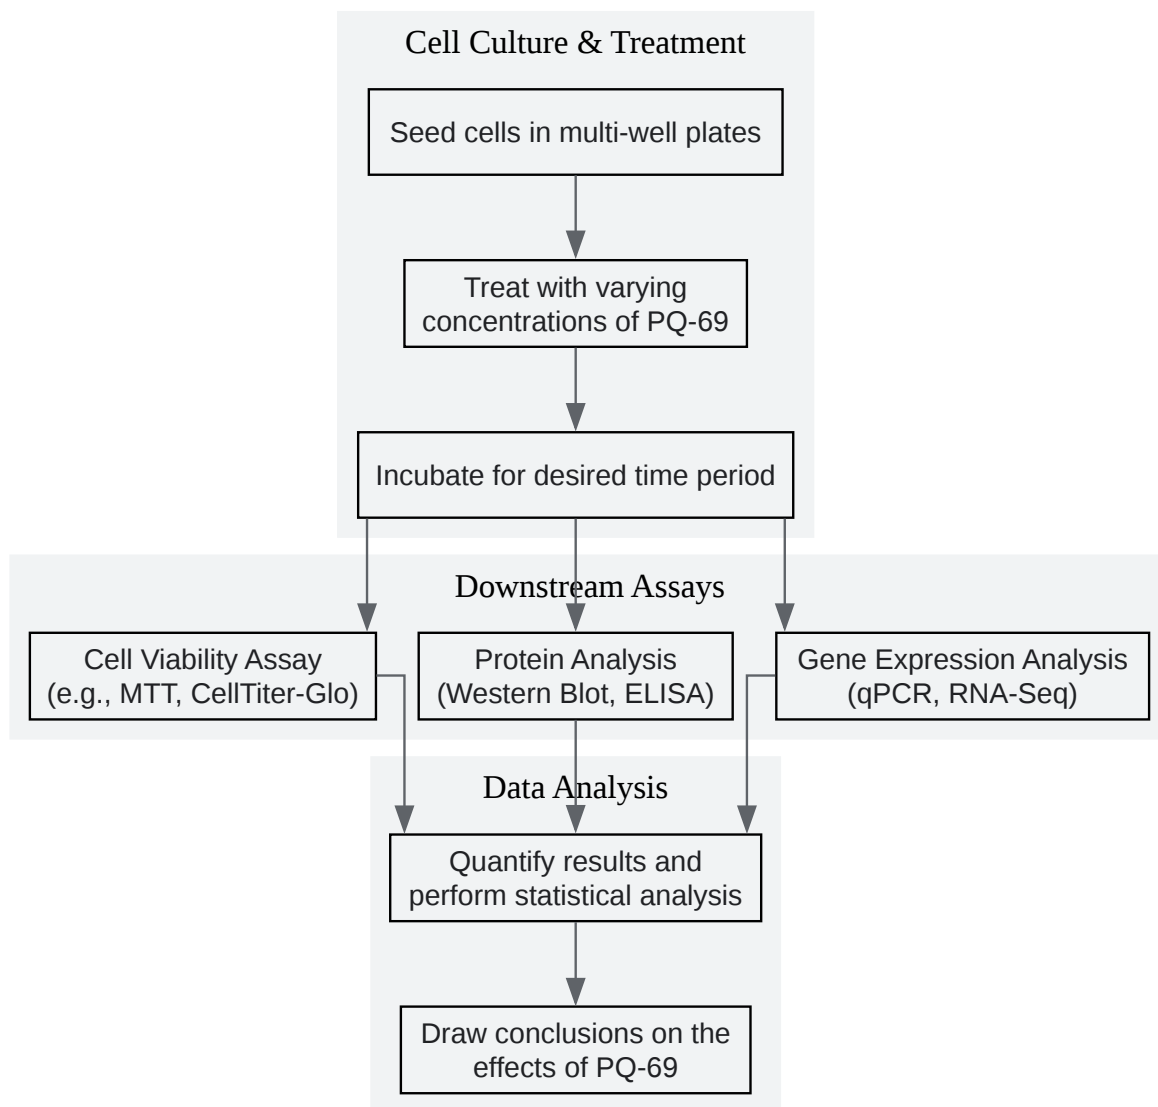 Cell Culture & Treatment
Seed cells in multi-well plates
Treat with varying
concentrations of PQ-69
Incubate for desired time period
Downstream Assays
Cell Viability Assay
(e.g., MTT, CellTiter-Glo)
Protein Analysis
(Western Blot, ELISA)
Gene Expression Analysis
(qPCR, RNA-Seq)
Data Analysis
Quantify results and
perform statistical analysis
Draw conclusions on the
effects of PQ-69